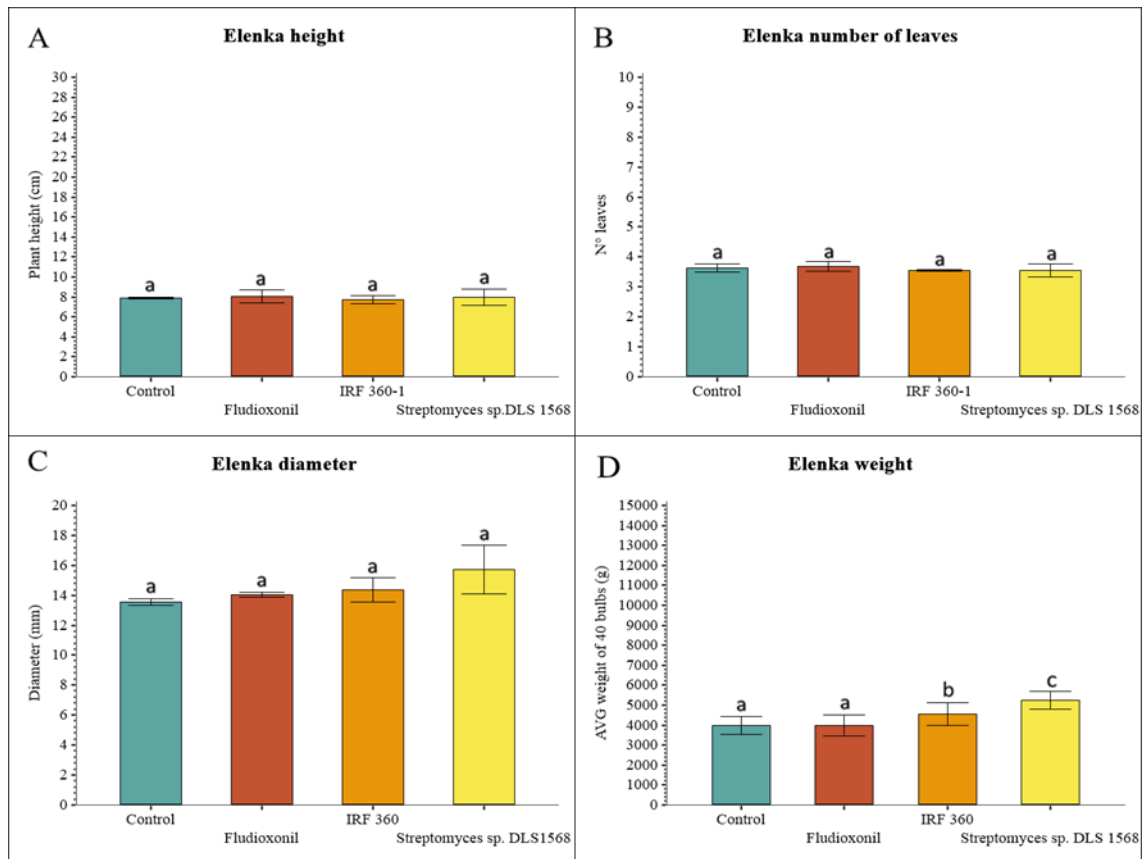 A
Elenka height
30
28
26
24
22
20
18
16
14
12
10
8
6
4
2
0
Plant height (cm)
a
a
a
a
Control
IRF 360-1
Fludioxonil
Streptomyces sp.DLS 1568
B
Elenka number of leaves
10
9
8
7
6
5
4
3
2
1
0
N° leaves
a
a
a
a
Control
IRF 360-1
Fludioxonil
Streptomyces sp. DLS 1568
C
Elenka diameter
20
18
16
14
12
10
8
6
4
2
0
Diameter (mm)
a
a
a
a
Control
IRF 360
Fludioxonil
Streptomyces sp. DLS1568
D
Elenka weight
15000
14000
13000
12000
11000
10000
9000
8000
7000
6000
5000
4000
3000
2000
1000
0
AVG weight of 40 bulbs (g)
a
a
b
c
Control
IRF 360
Fludioxonil
Streptomyces sp. DLS 1568